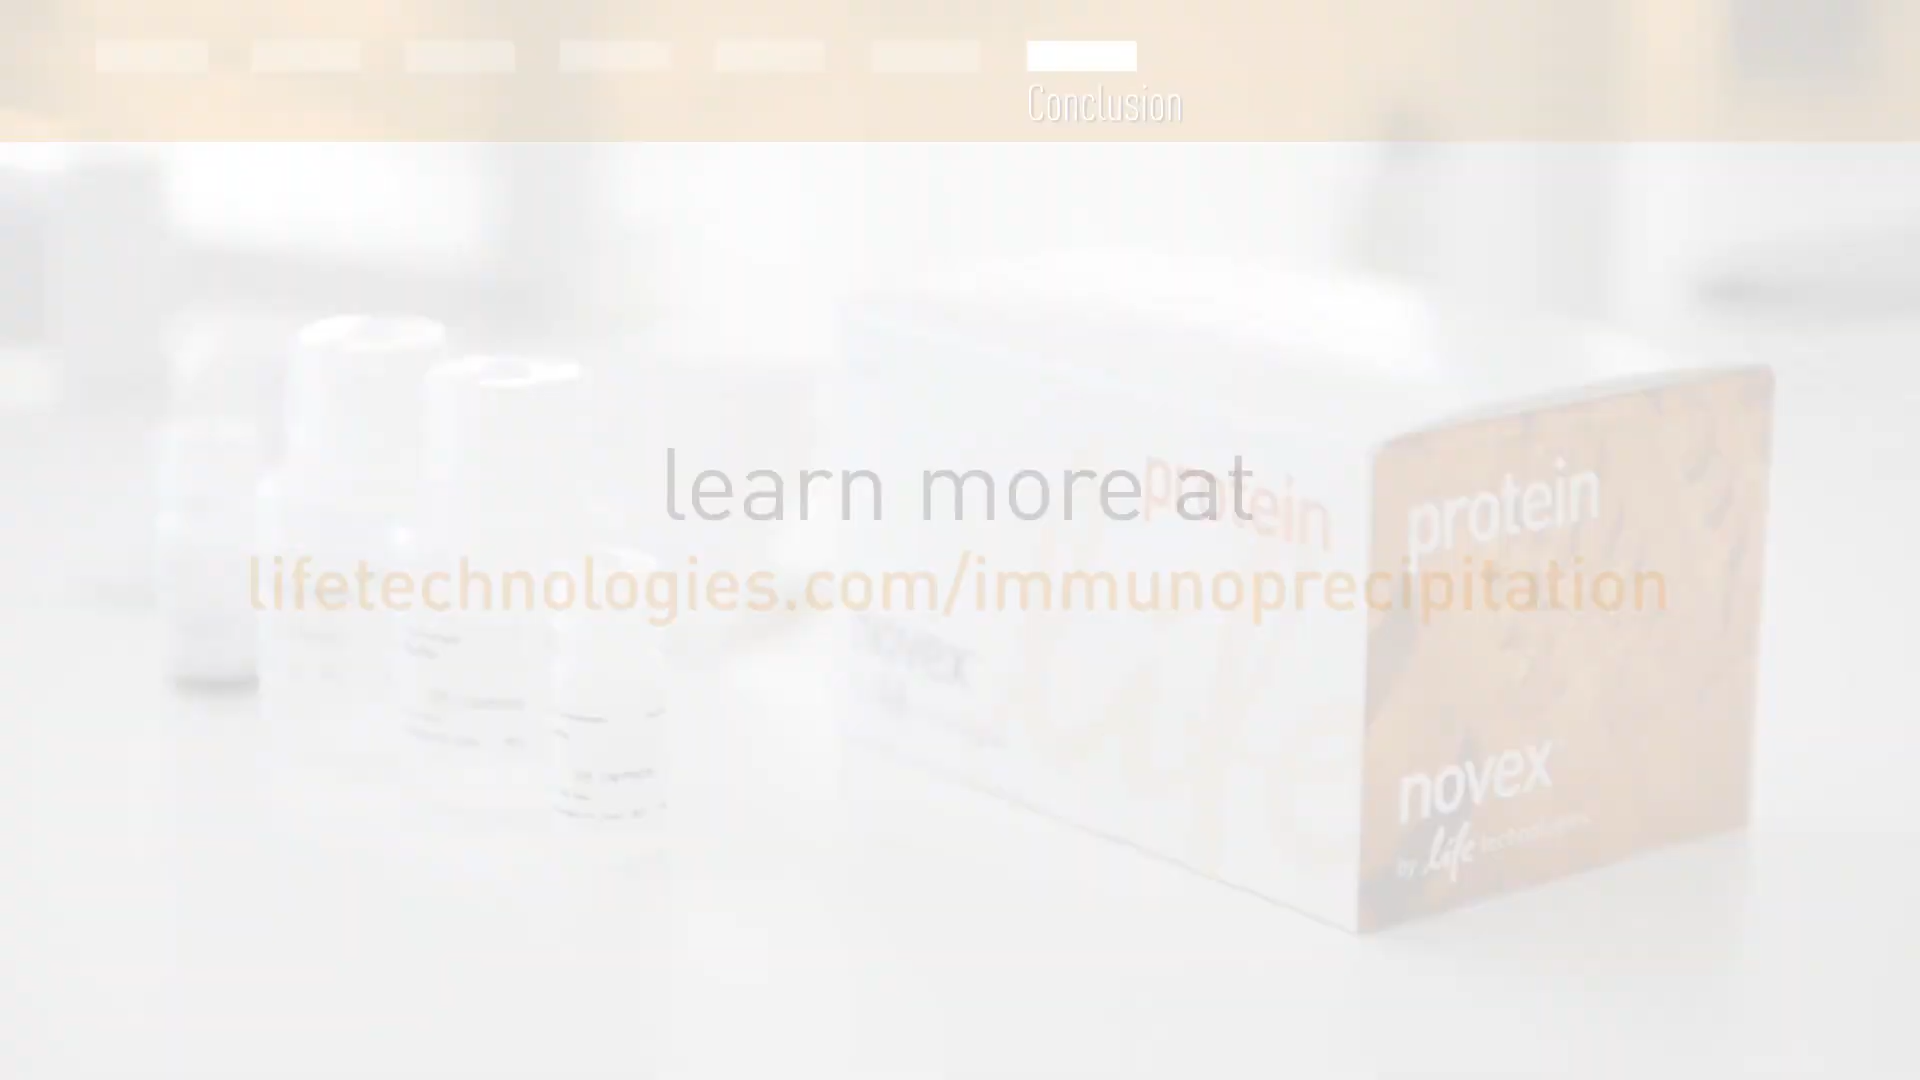 Conclusion
learn more at
lifetechnologies.com/immunoprecipitation
protein
protein
novex
novex
by life technologies